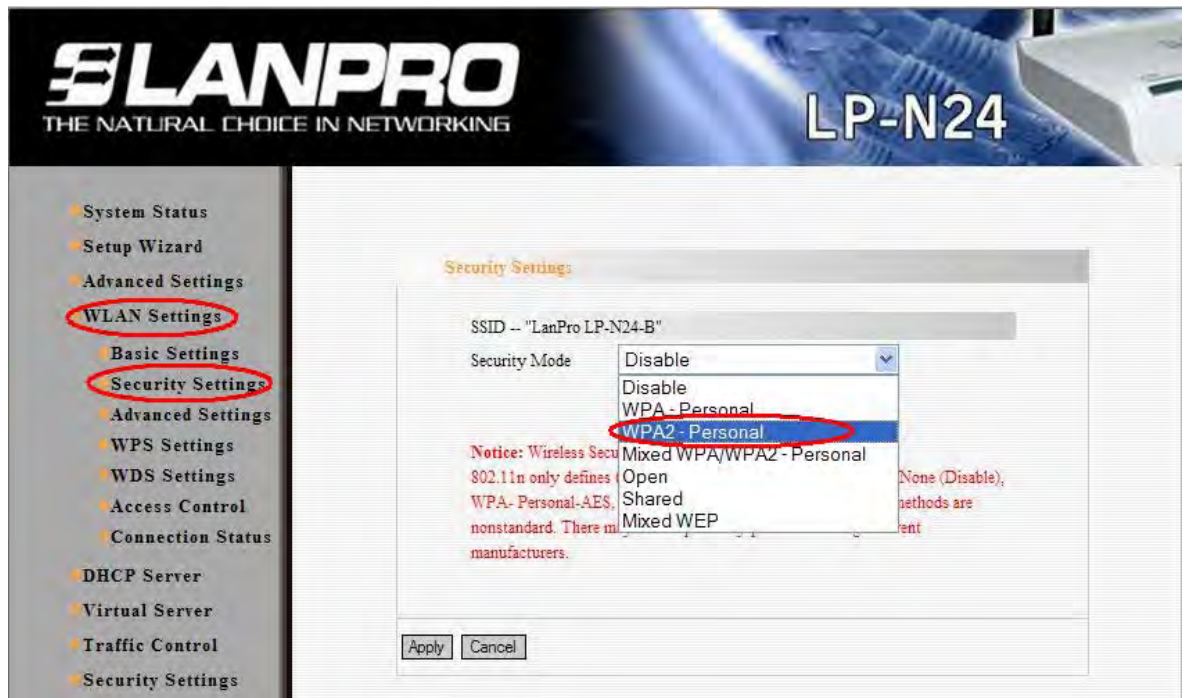 LANPRO
THE NATURAL CHOICE IN NETWORKING
LP-N24
System Status
Setup Wizard
Advanced Settings
WLAN Settings
Basic Settings
Security Settings
Advanced Settings
WPS Settings
WDS Settings
Access Control
Connection Status
DHCP Server
Virtual Server
Traffic Control
Security Settings
Security Settings
SSID -- "LanPro LP-N24-B"
Security Mode Disable
Disable
WPA - Personal
WPA2 - Personal
Mixed WPA/WPA2 - Personal
Open
Shared
Mixed WEP
Notice: Wireless
802.11n only defines None (Disable),
WPA- Personal-AES, methods are
nonstandard. There
manufacturers.
Apply Cancel